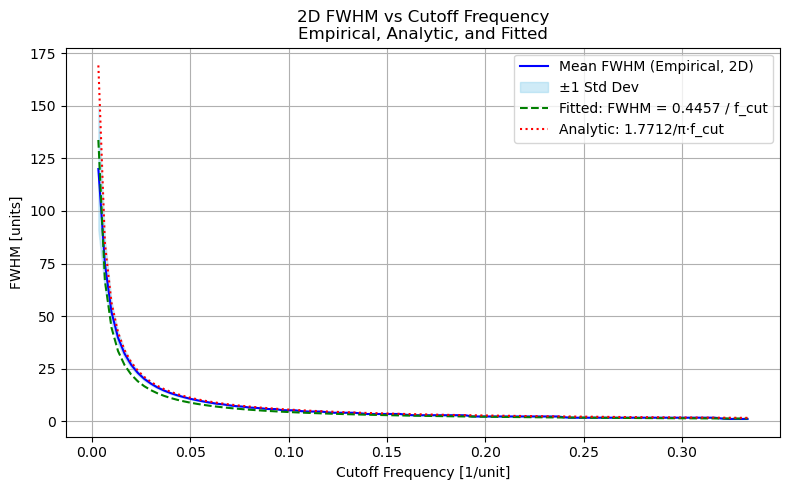 2D FWHM vs Cutoff Frequency
Empirical, Analytic, and Fitted
Mean FWHM (Empirical, 2D)
±1 Std Dev
Fitted: FWHM = 0.4457 / f_cut
Analytic: 1.7712/π·f_cut
FWHM [units]
175
150
125
100
75
50
25
0
0.00
0.05
0.10
0.15
0.20
0.25
0.30
Cutoff Frequency [1/unit]